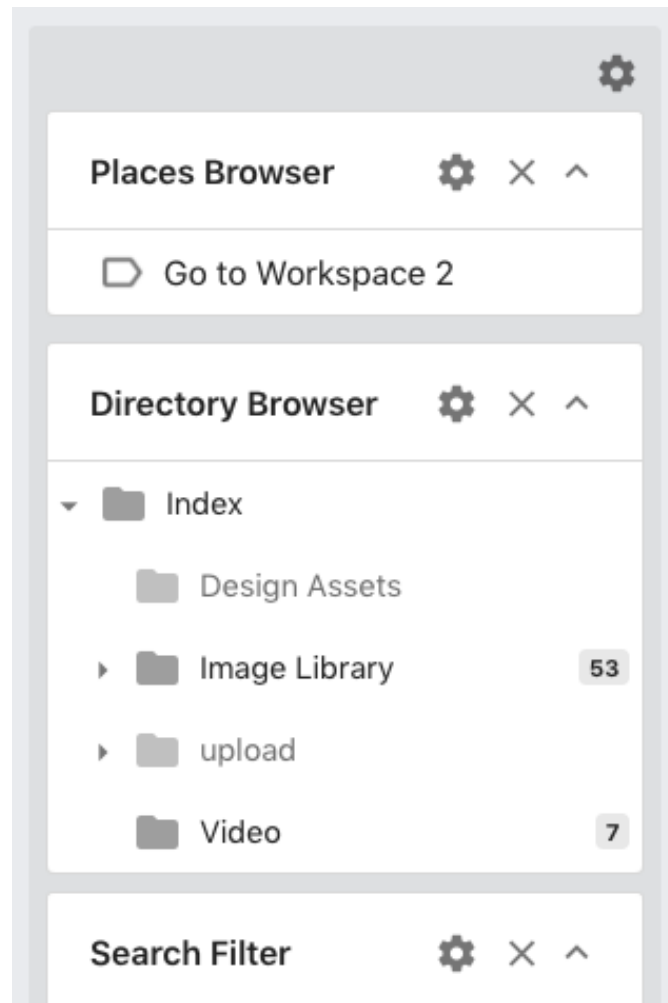 Places Browser
Go to Workspace 2
Directory Browser
Index
Design Assets
Image Library 53
upload
Video 7
Search Filter